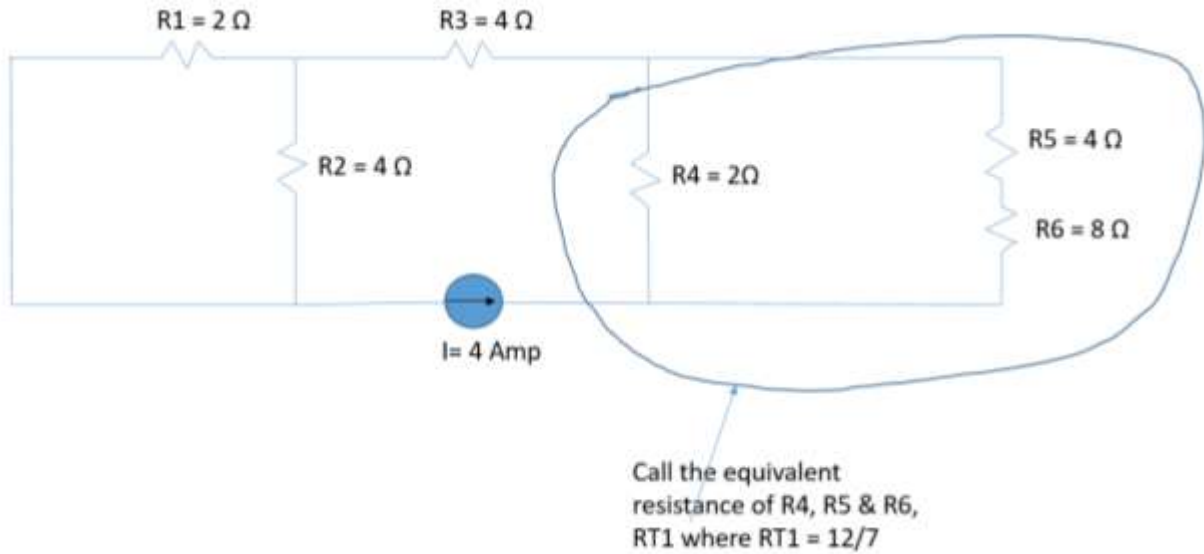 R1 = 2 Ω
R3 = 4 Ω
R2 = 4 Ω
R4 = 2Ω
R5 = 4 Ω
R6 = 8 Ω
I= 4 Amp
Call the equivalent
resistance of R4, R5 & R6,
RT1 where RT1 = 12/7